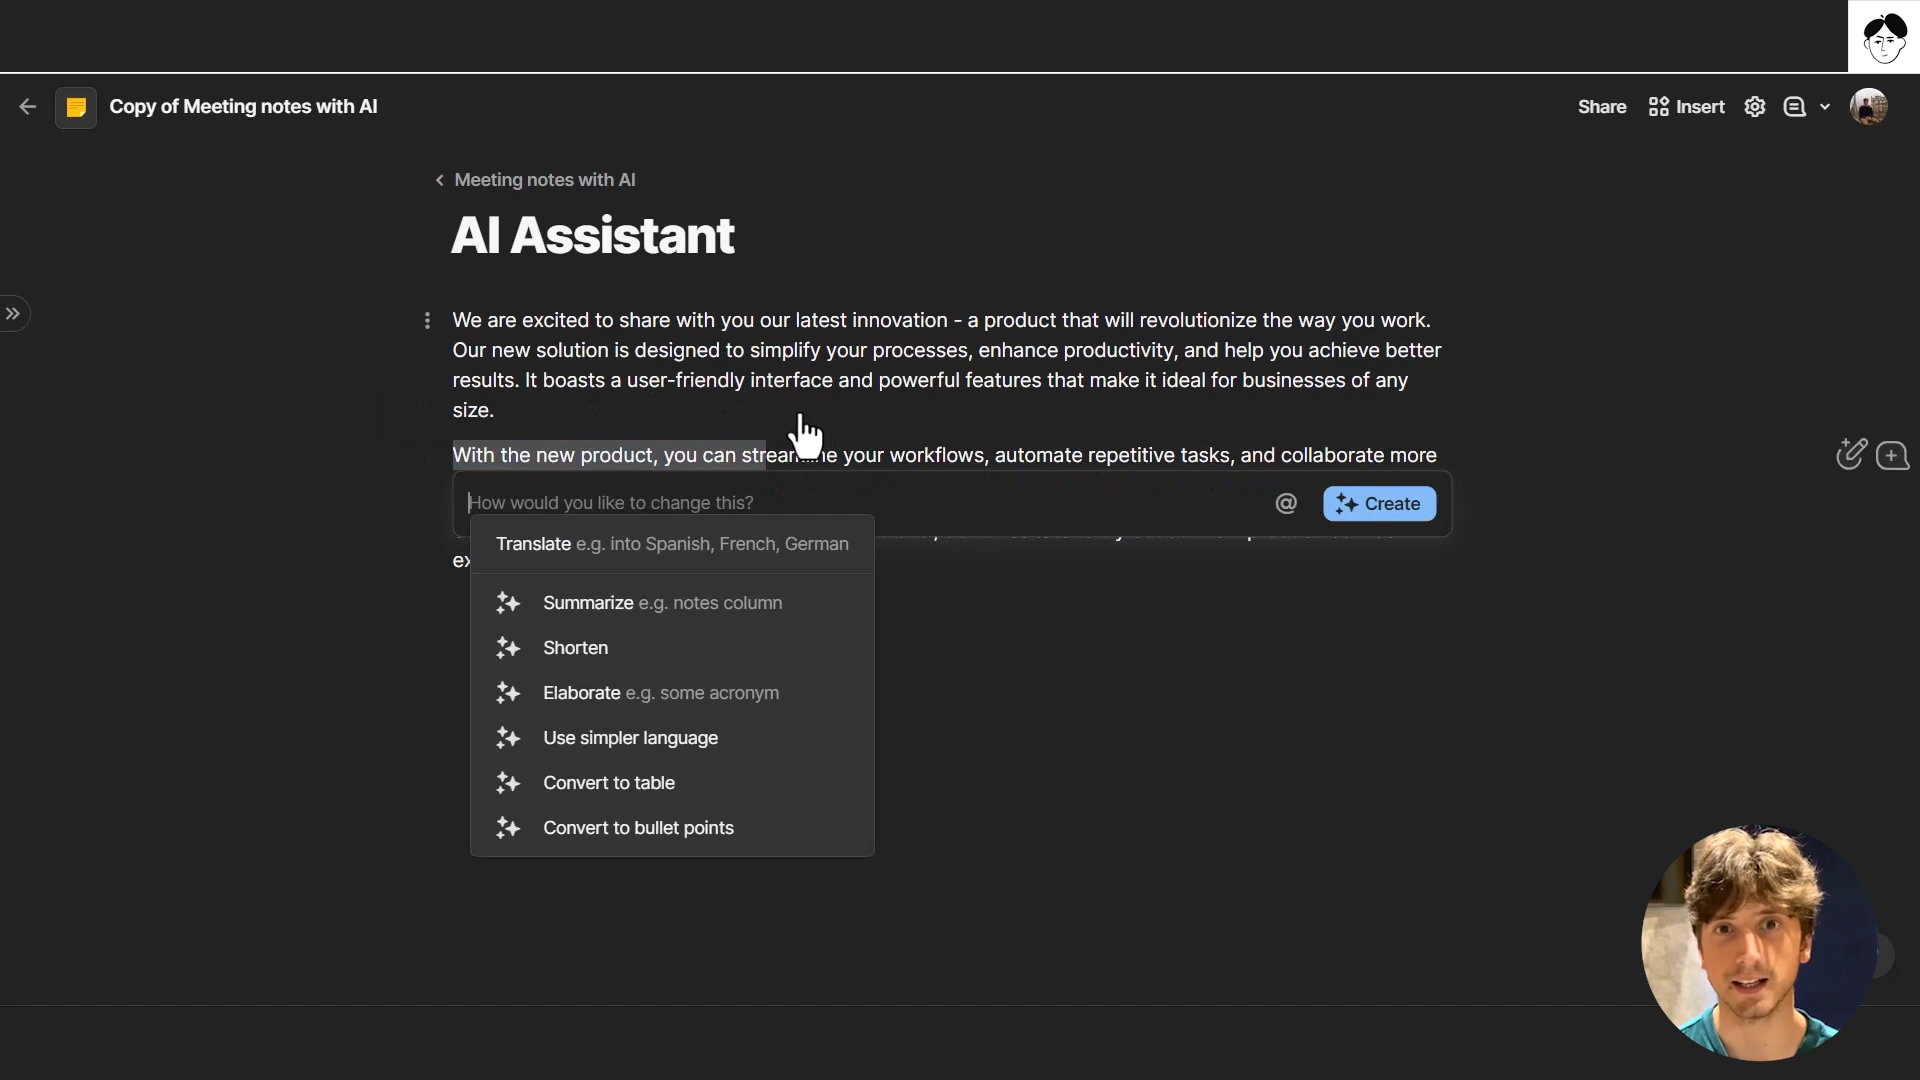 Copy of Meeting notes with AI
Share
Insert
Meeting notes with AI
AI Assistant
We are excited to share with you our latest innovation - a product that will revolutionize the way you work.
Our new solution is designed to simplify your processes, enhance productivity, and help you achieve better
results. It boasts a user-friendly interface and powerful features that make it ideal for businesses of any
size.
With the new product, you can streamline your workflows, automate repetitive tasks, and collaborate more
How would you like to change this?
@
Create
Translate e.g. into Spanish, French, German
ex
Summarize e.g. notes column
Shorten
Elaborate e.g. some acronym
Use simpler language
Convert to table
Convert to bullet points